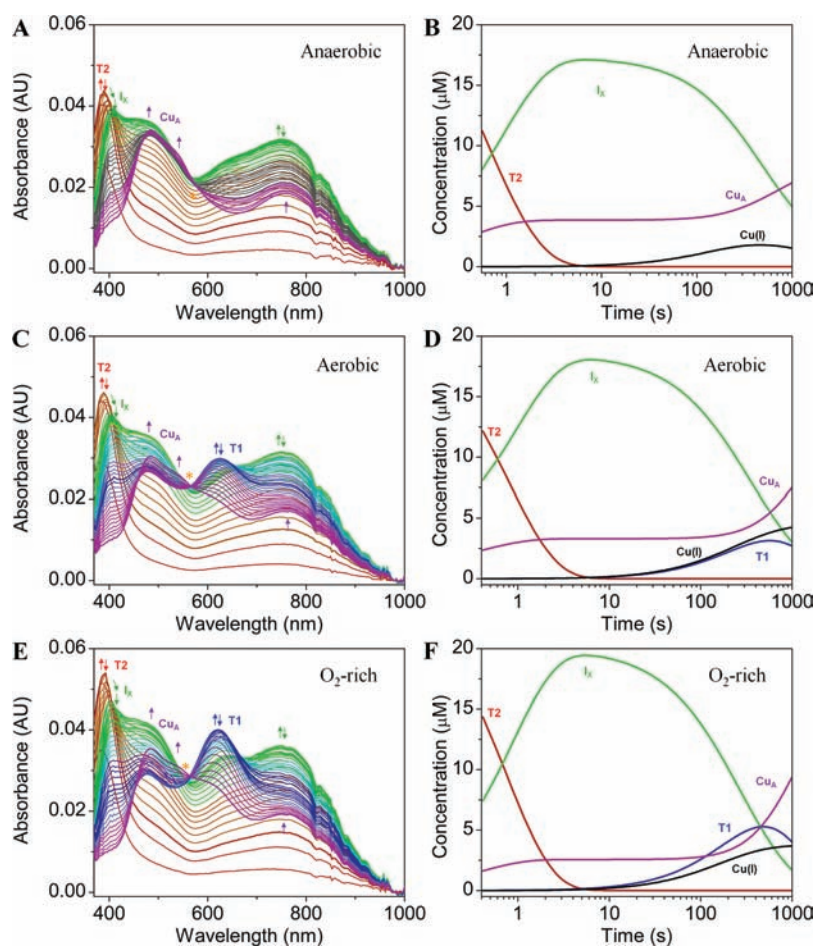 A
Anaerobic
T2
IX
CuA
0.06
0.04
0.02
0.00
Absorbance (AU)
400 600 800 1000
Wavelength (nm)
*
B
Anaerobic
IX
T2
CuA
Cu(I)
20
15
10
5
0
Concentration (µM)
1 10 100 1000
Time (s)
C
Aerobic
T2
IX
CuA
T1
*
0.06
0.04
0.02
0.00
Absorbance (AU)
400 600 800 1000
Wavelength (nm)
D
Aerobic
IX
T2
CuA
Cu(I)
T1
20
15
10
5
0
Concentration (µM)
1 10 100 1000
Time (s)
E
O2-rich
T2
IX
CuA
T1
*
0.06
0.04
0.02
0.00
Absorbance (AU)
400 600 800 1000
Wavelength (nm)
F
O2-rich
IX
T2
CuA
T1
Cu(I)
20
15
10
5
0
Concentration (µM)
1 10 100 1000
Time (s)